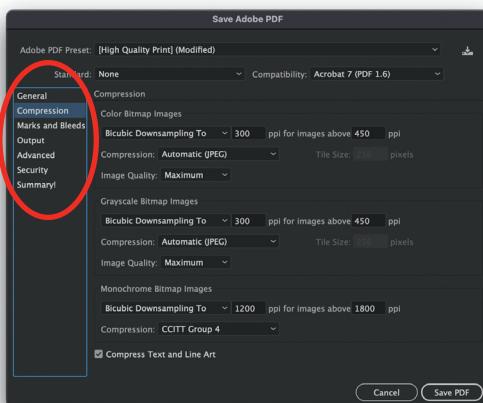 Save Adobe PDF
Adobe PDF Preset: [High Quality Print] (Modified)
Standard: None Compatibility: Acrobat 7 (PDF 1.6)
General
Compression
Marks and Bleeds
Output
Advanced
Security
Summary!
Compression
Color Bitmap Images
Bicubic Downsampling To 300 ppi for images above 450 ppi
Compression: Automatic (JPEG) Tile Size: 256 pixels
Image Quality: Maximum
Grayscale Bitmap Images
Bicubic Downsampling To 300 ppi for images above 450 ppi
Compression: Automatic (JPEG) Tile Size: 256 pixels
Image Quality: Maximum
Monochrome Bitmap Images
Bicubic Downsampling To 1200 ppi for images above 1800 ppi
Compression: CCITT Group 4
Compress Text and Line Art
Cancel Save PDF